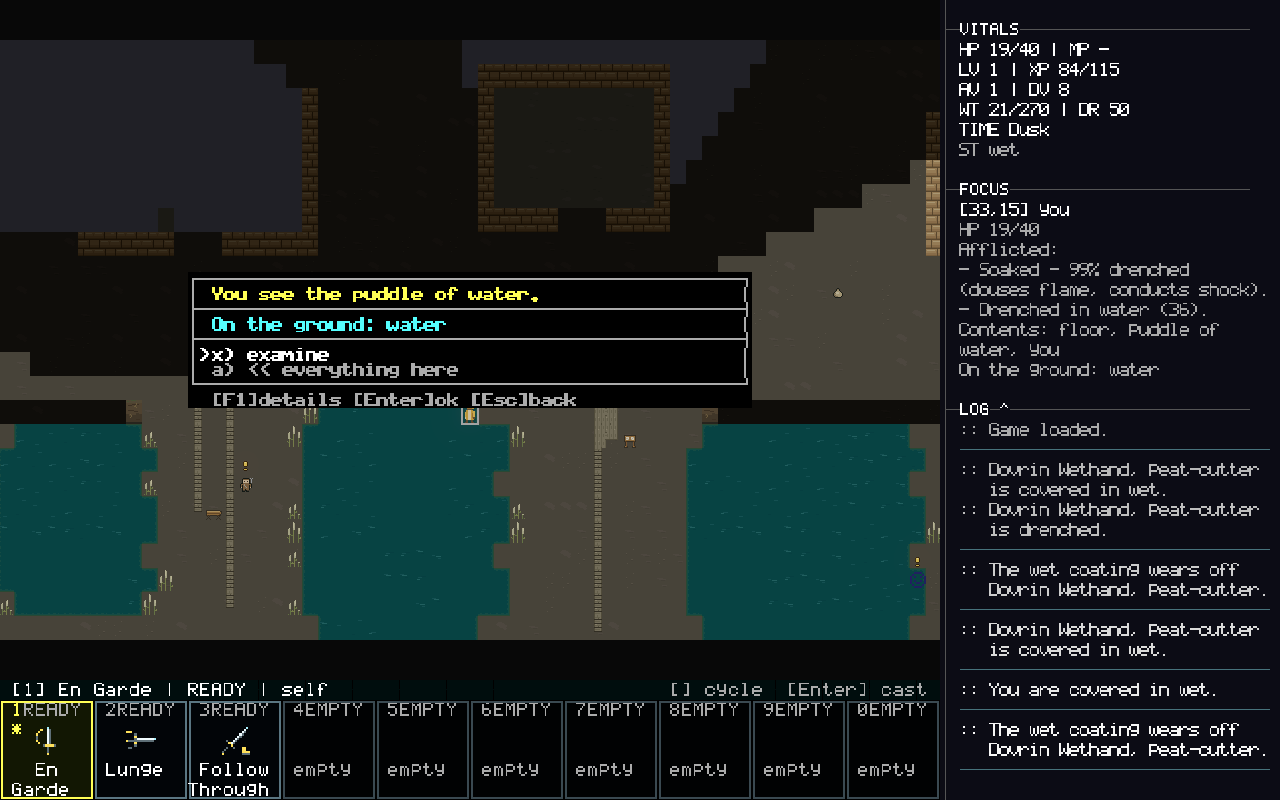 You see the puddle of water.
On the ground: water
>x) examine
a) << everything here
[F1]details [Enter]ok [Esc]back
[1] En Garde | READY | self
[] cycle [Enter] cast
1READY
2READY
3READY
4EMPTY
5EMPTY
6EMPTY
7EMPTY
8EMPTY
9EMPTY
0EMPTY
*
En Garde
Lunge
Follow Through
empty
empty
empty
empty
empty
empty
empty
VITALS
HP 19/40 | MP -
LV 1 | XP 84/115
AV 1 | DV 8
WT 21/270 | DR 50
TIME Dusk
ST wet
FOCUS
[33,15] You
HP 19/40
Afflicted:
- Soaked - 99% drenched
(douses flame, conducts shock).
- Drenched in water (36).
Contents: floor, Puddle of
water, You
On the ground: water
LOG ^
:: Game loaded.
:: Dovrin Wethand, Peat-cutter
is covered in wet.
:: Dovrin Wethand, Peat-cutter
is drenched.
:: The wet coating wears off
Dovrin Wethand, Peat-cutter.
:: Dovrin Wethand, Peat-cutter
is covered in wet.
:: You are covered in wet.
:: The wet coating wears off
Dovrin Wethand, Peat-cutter.